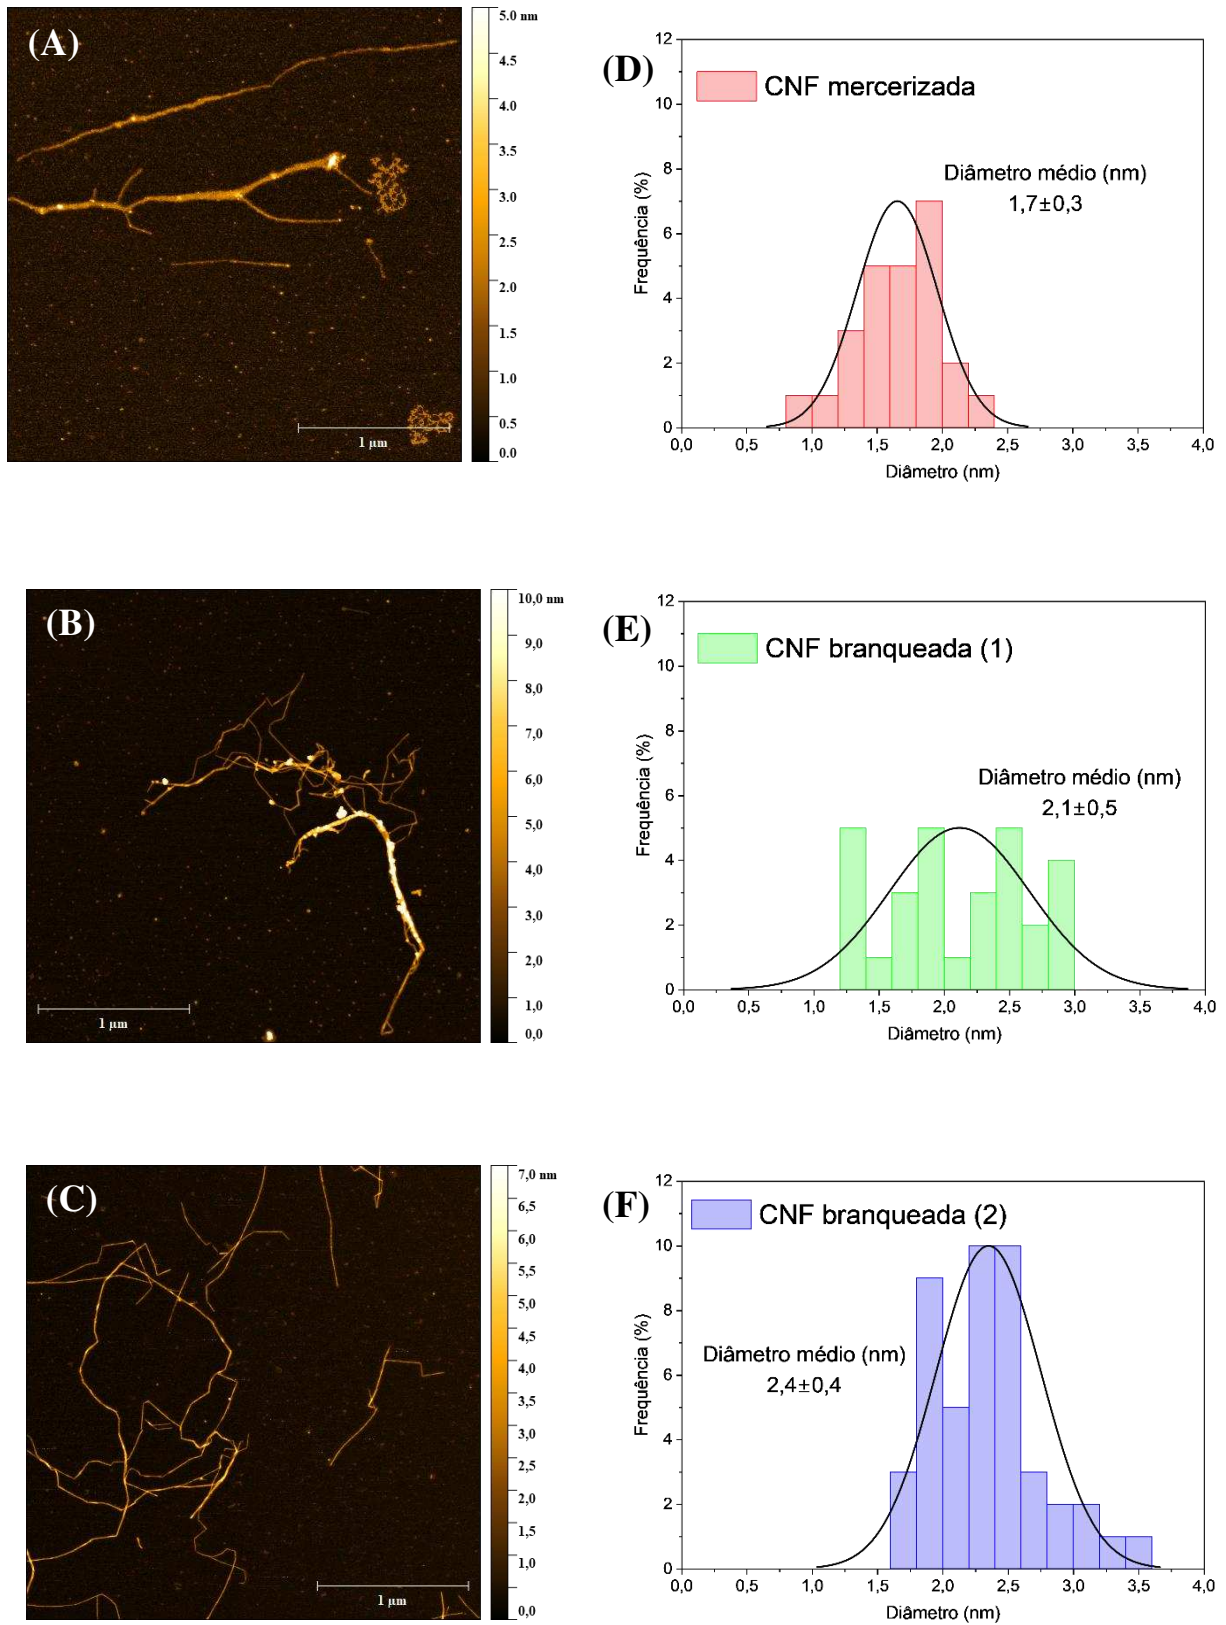 (A)
5.0 nm
4.5
4.0
3.5
3.0
2.5
2.0
1.5
1.0
0.5
0.0
1 µm
(D)
CNF mercerizada
Diâmetro médio (nm)
1,7±0,3
Frequência (%)
12
10
8
6
4
2
0
0,0 0,5 1,0 1,5 2,0 2,5 3,0 3,5 4,0
Diâmetro (nm)
(B)
10,0 nm
9,0
8,0
7,0
6,0
5,0
4,0
3,0
2,0
1,0
0,0
1 µm
(E)
CNF branqueada (1)
Diâmetro médio (nm)
2,1±0,5
Frequência (%)
12
10
8
6
4
2
0
0,0 0,5 1,0 1,5 2,0 2,5 3,0 3,5 4,0
Diâmetro (nm)
(C)
7,0 nm
6,5
6,0
5,5
5,0
4,5
4,0
3,5
3,0
2,5
2,0
1,5
1,0
0,0
1 µm
(F)
CNF branqueada (2)
Diâmetro médio (nm)
2,4±0,4
Frequência (%)
12
10
8
6
4
2
0
0,0 0,5 1,0 1,5 2,0 2,5 3,0 3,5 4,0
Diâmetro (nm)